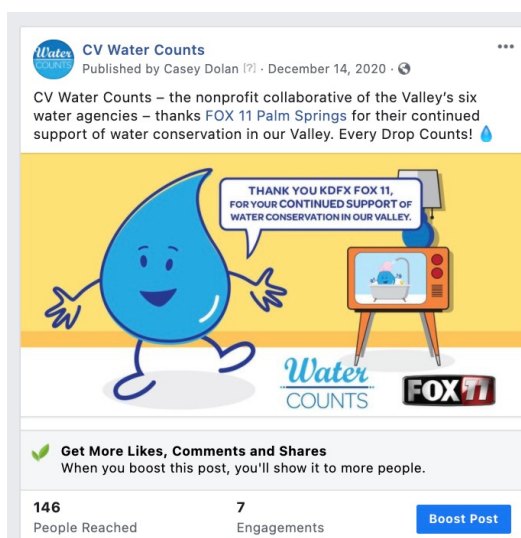 Water
COUNTS
CV Water Counts
Published by Casey Dolan [?] · December 14, 2020 ·
CV Water Counts – the nonprofit collaborative of the Valley's six
water agencies – thanks FOX 11 Palm Springs for their continued
support of water conservation in our Valley. Every Drop Counts! 💧
THANK YOU KDFX FOX 11,
FOR YOUR CONTINUED SUPPORT OF
WATER CONSERVATION IN OUR VALLEY.
Water
COUNTS
FOX 11
Get More Likes, Comments and Shares
When you boost this post, you'll show it to more people.
146
People Reached
7
Engagements
Boost Post